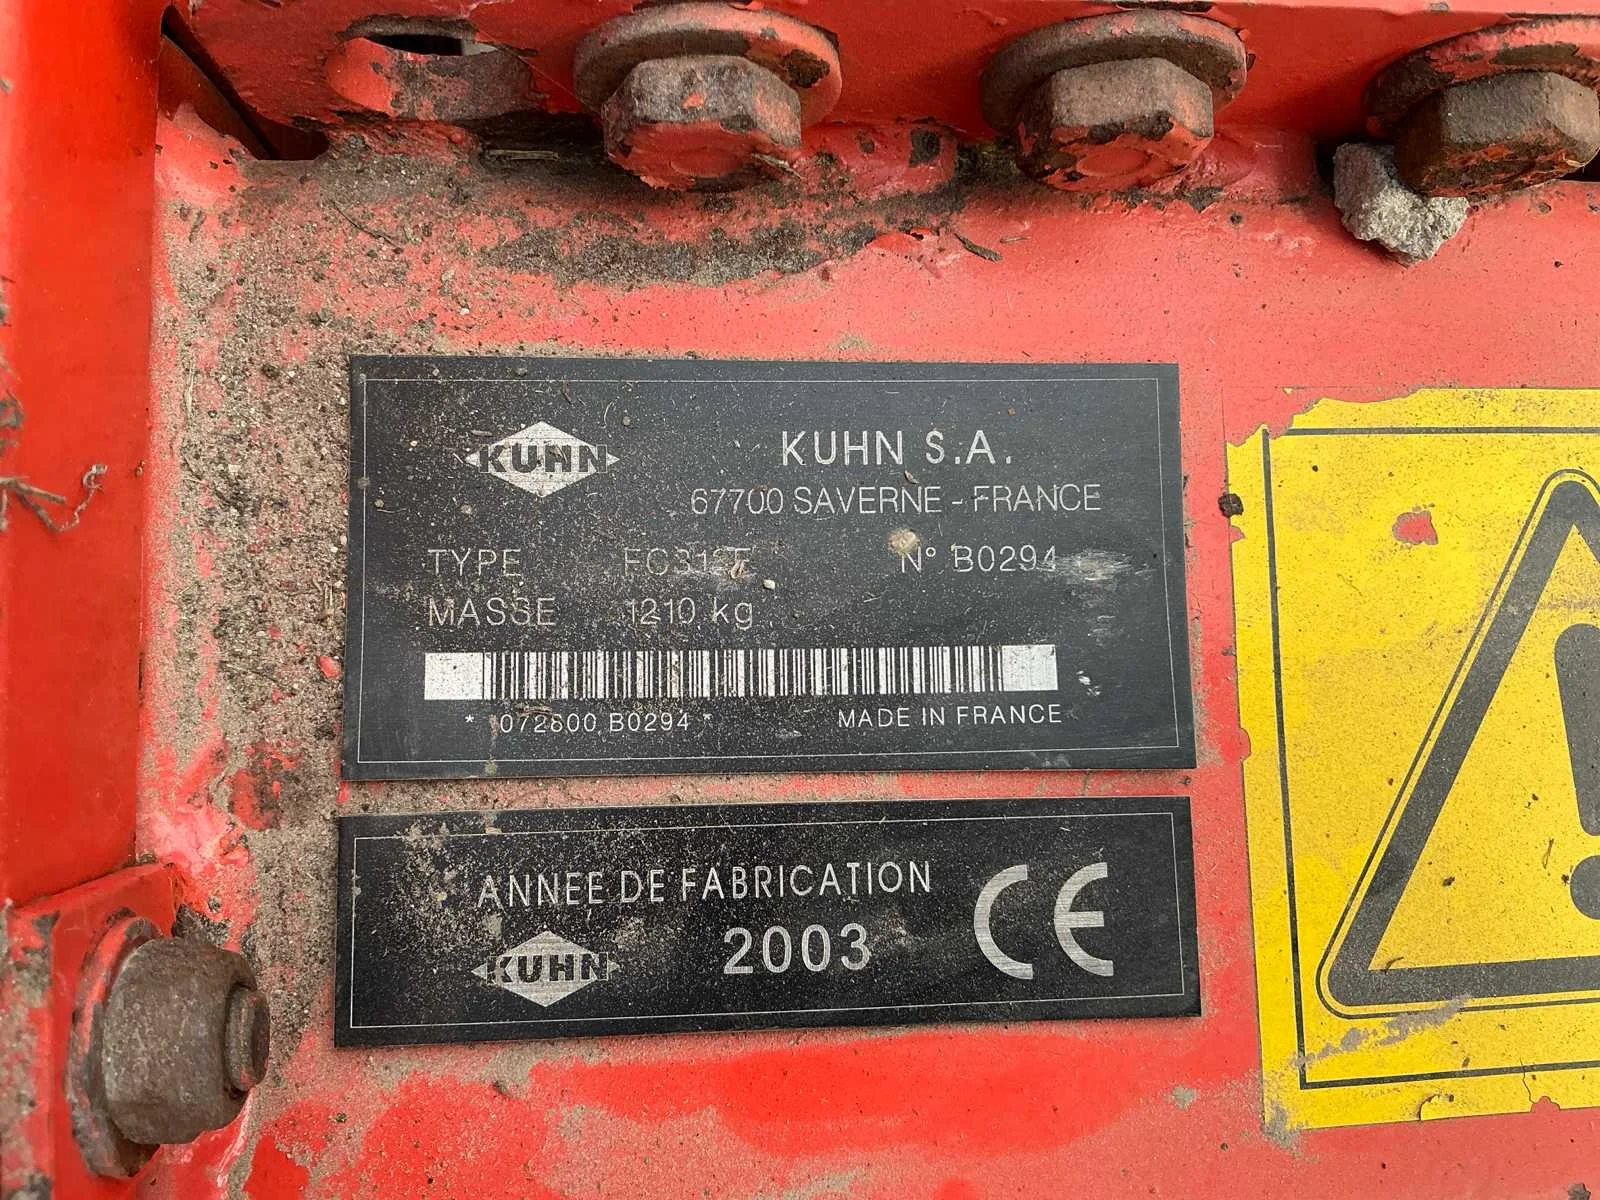 KUHN
KUHN S.A.
67700 SAVERNE - FRANCE
TYPE N° B0294
MASSE 1210 kg
* 072800 B0294 *
MADE IN FRANCE
ANNEE DE FABRICATION
KUHN
2003
CE